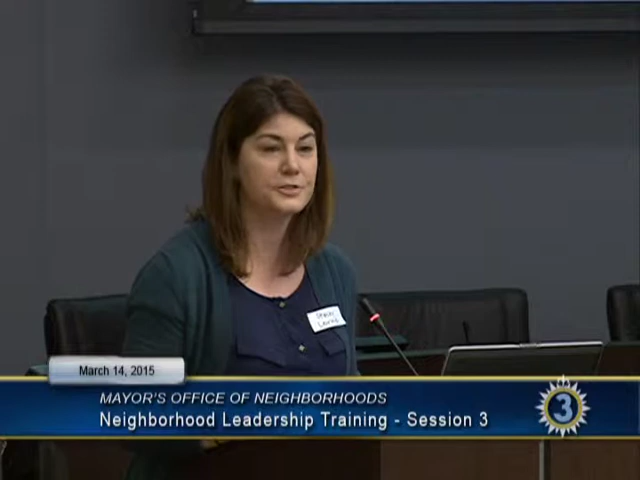 March 14, 2015
MAYOR'S OFFICE OF NEIGHBORHOODS
Neighborhood Leadership Training - Session 3
3